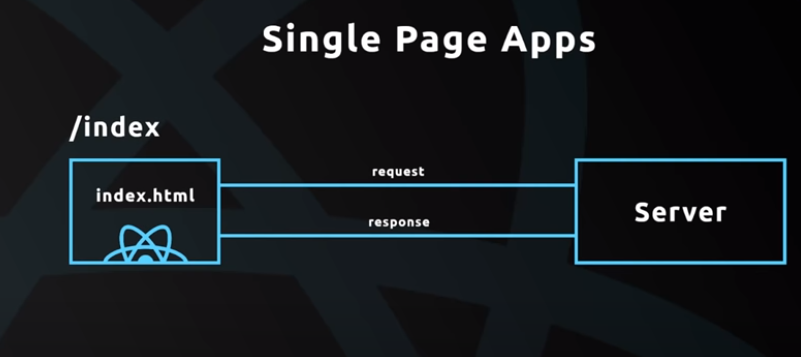 Single Page Apps
/index
index.html
request
response
Server